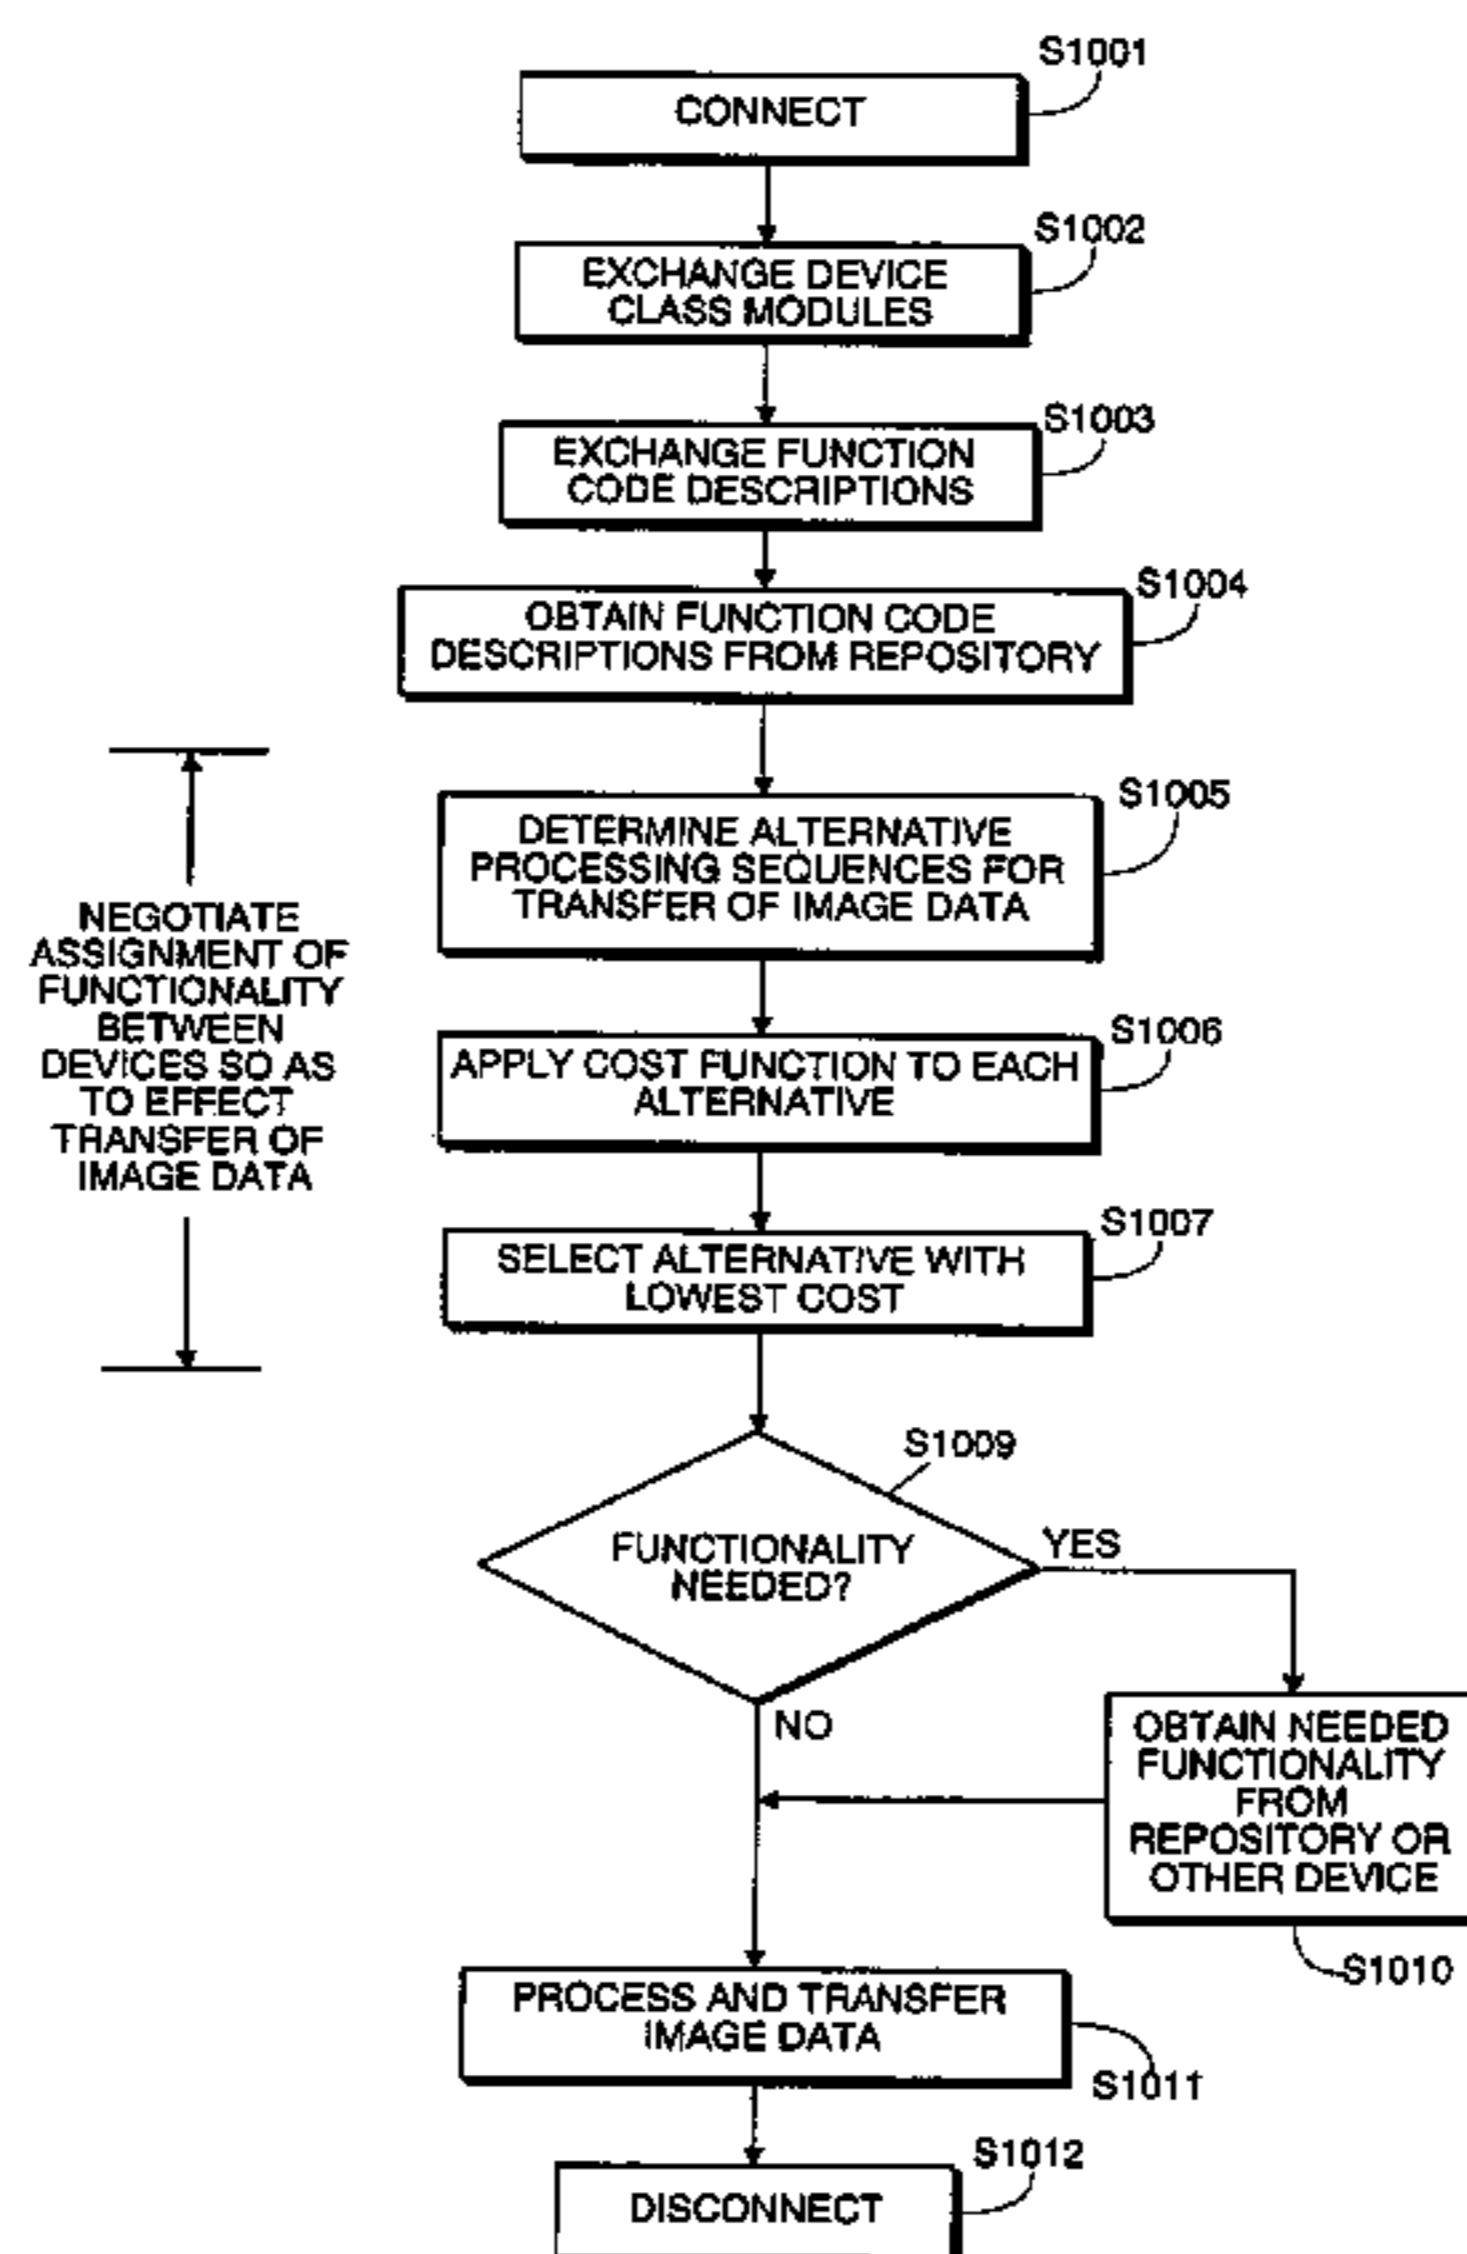 S1001
CONNECT
S1002
EXCHANGE DEVICE
CLASS MODULES
S1003
EXCHANGE FUNCTION
CODE DESCRIPTIONS
S1004
OBTAIN FUNCTION CODE
DESCRIPTIONS FROM REPOSITORY
NEGOTIATE
ASSIGNMENT OF
FUNCTIONALITY
BETWEEN
DEVICES SO AS
TO EFFECT
TRANSFER OF
IMAGE DATA
S1005
DETERMINE ALTERNATIVE
PROCESSING SEQUENCES FOR
TRANSFER OF IMAGE DATA
S1006
APPLY COST FUNCTION TO EACH
ALTERNATIVE
S1007
SELECT ALTERNATIVE WITH
LOWEST COST
S1009
FUNCTIONALITY
NEEDED?
YES
NO
OBTAIN NEEDED
FUNCTIONALITY
FROM
REPOSITORY OR
OTHER DEVICE
S1010
PROCESS AND TRANSFER
IMAGE DATA
S1011
S1012
DISCONNECT